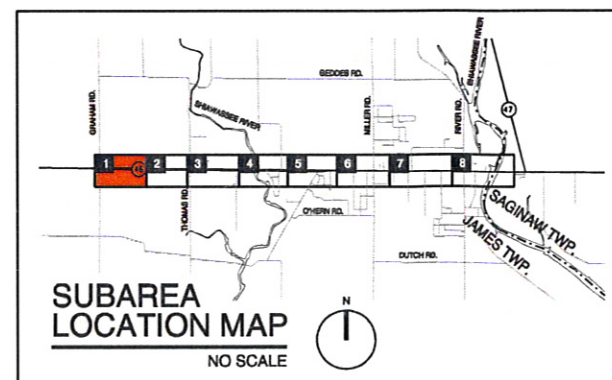 GEDDES RD.
SHIAWASSEE RIVER
GRAHAM RD.
SHIAWASSEE RIVER
MILLER RD.
RIVER RD.
47
1
46
2
3
4
5
6
7
8
THOMAS RD.
O'HERN RD.
SAGINAW TWP.
JAMES TWP.
DUTCH RD.
SUBAREA
LOCATION MAP
NO SCALE
N